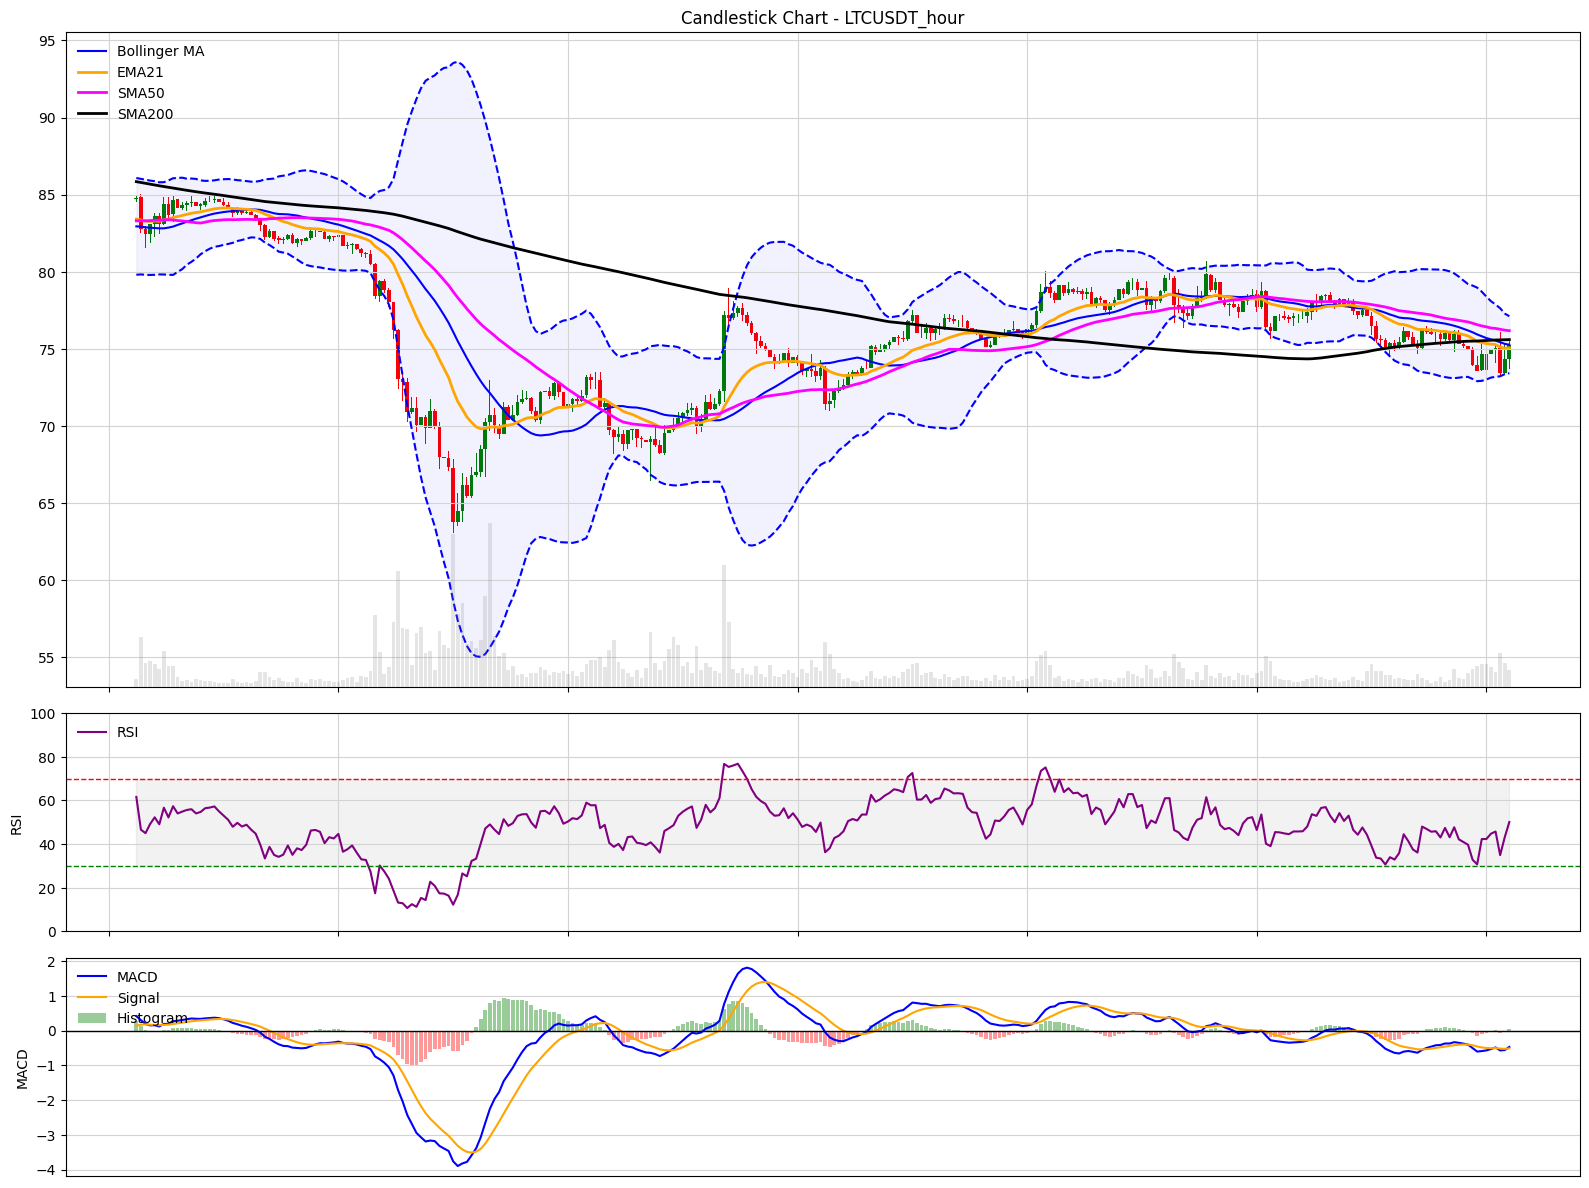 Candlestick Chart - LTCUSDT_hour
95
90
85
80
75
70
65
60
55
Bollinger MA
EMA21
SMA50
SMA200
100
80
60
40
20
0
RSI
RSI
2
1
0
−1
−2
−3
−4
MACD
MACD
Signal
Histogram